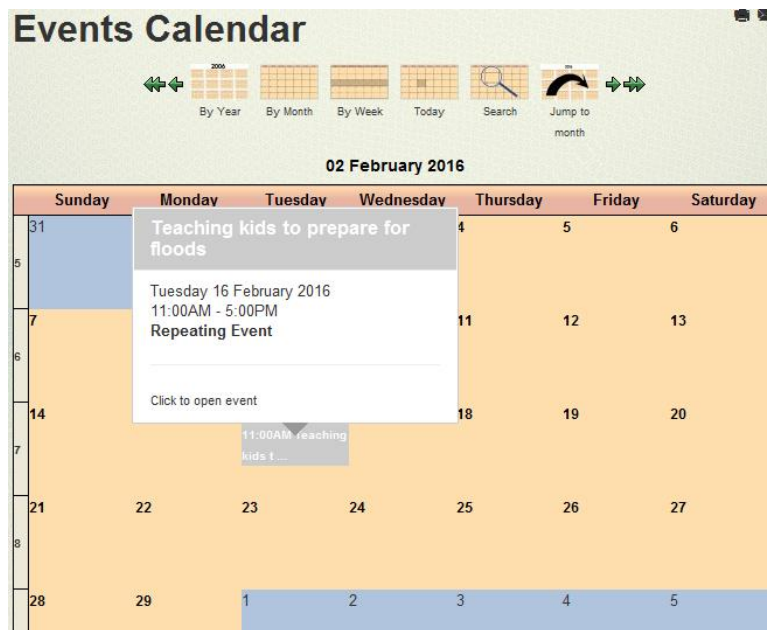 Events Calendar
2006
By Year By Month By Week Today Search Jump to month
02 February 2016
Sunday Monday Tuesday Wednesday Thursday Friday Saturday
31 4 5 6
5
Teaching kids to prepare for
floods
Tuesday 16 February 2016
11:00AM - 5:00PM
Repeating Event
Click to open event
7 11 12 13
6
14 18 19 20
7
11:00AM Teaching
kids t ...
21 22 23 24 25 26 27
8
28 29 1 2 3 4 5